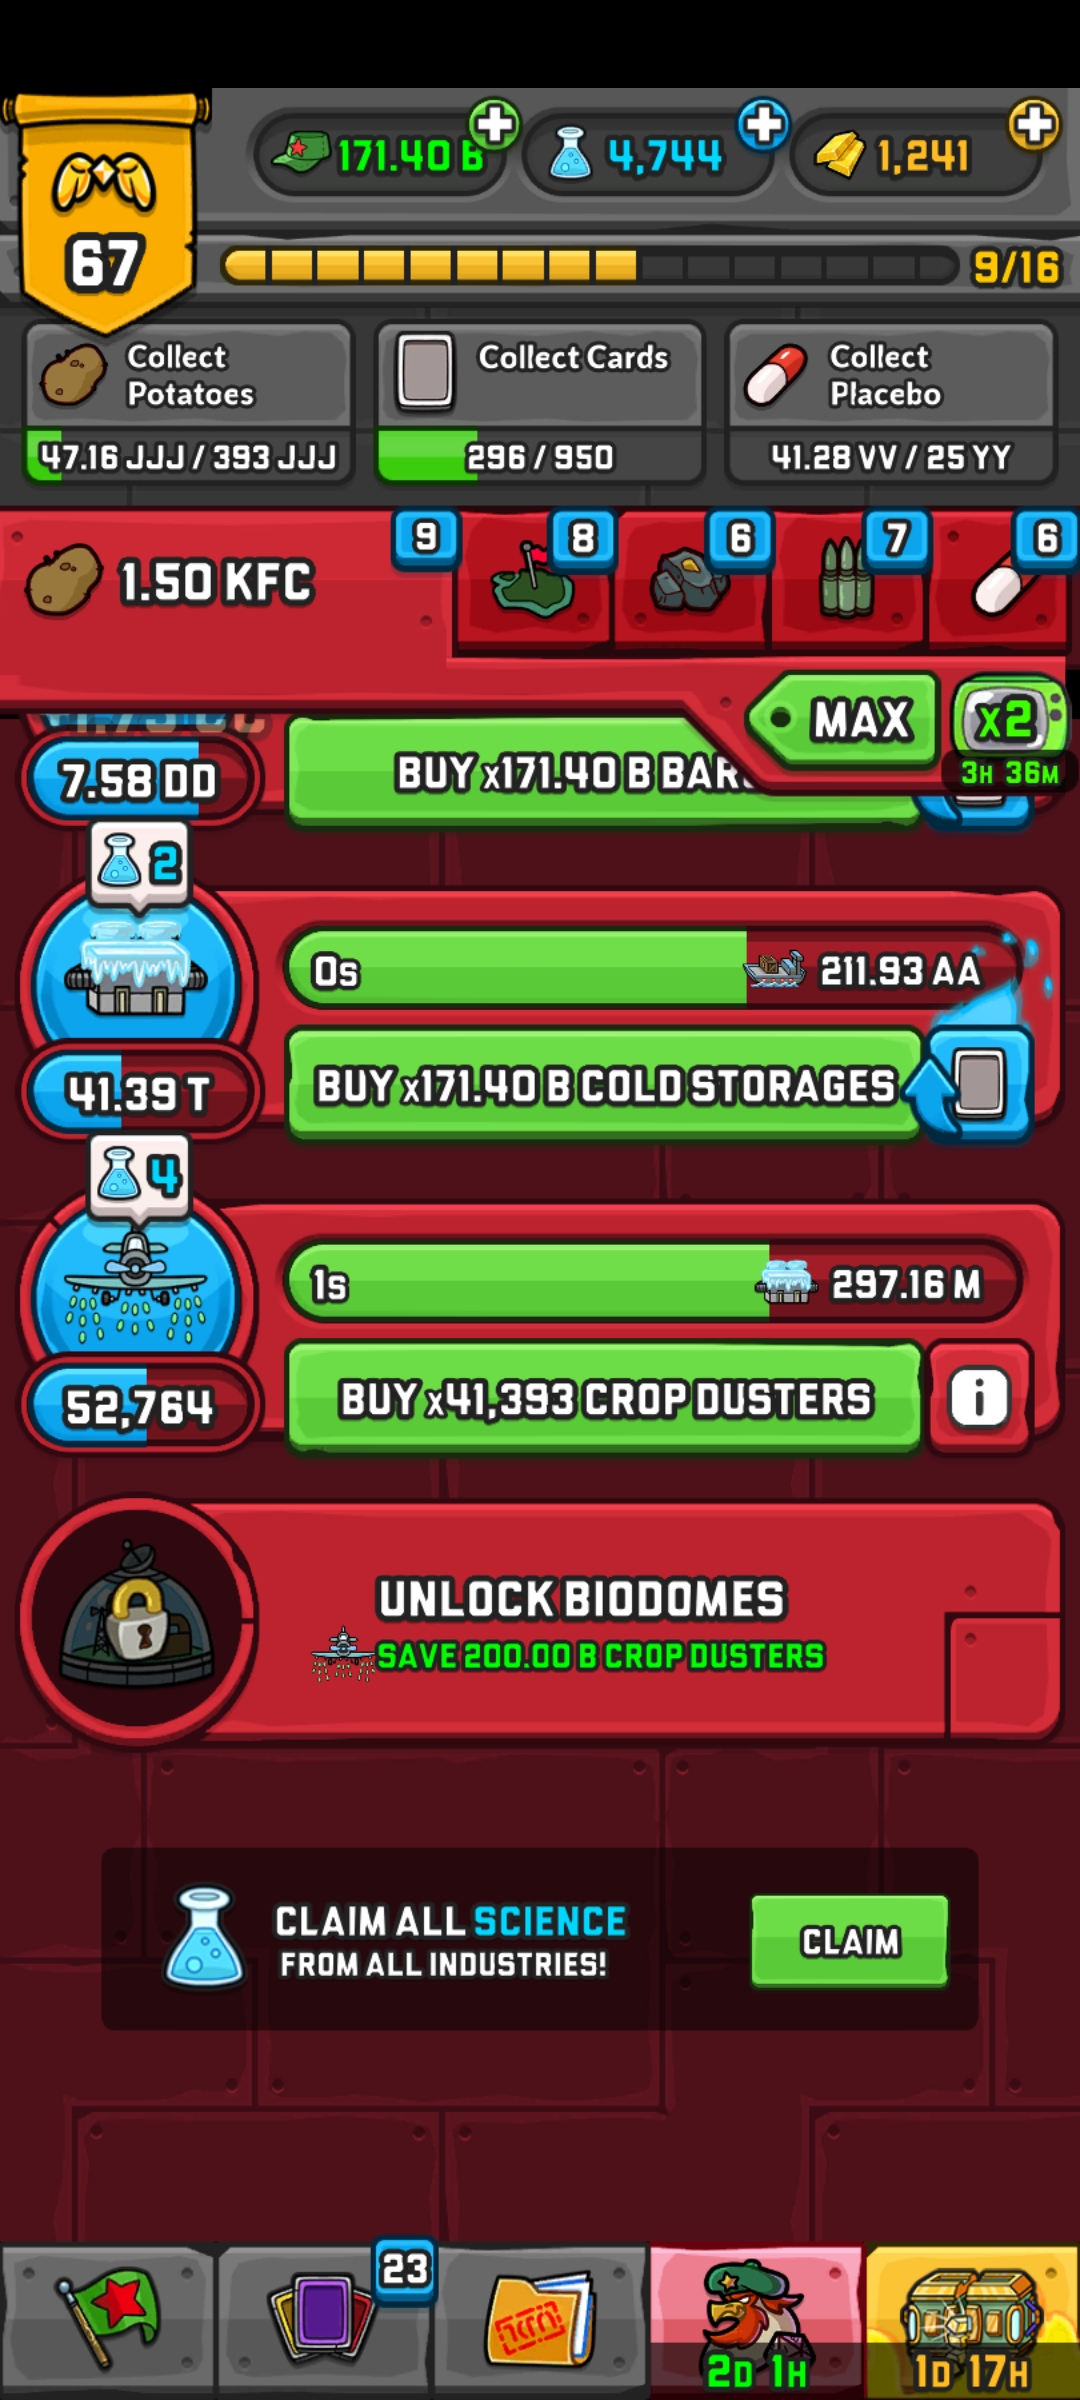 171.40 B
4,744
1,241
67
9/16
Collect
Potatoes
47.16 JJJ / 393 JJJ
Collect Cards
296 / 950
Collect
Placebo
41.28 VV / 25 YY
1.50 KFC
9
8
6
7
6
MAX
x2
3H 36M
7.58 DD
BUY x171.40 B
2
0s
211.93 AA
41.39 T
BUY x171.40 B COLD STORAGES
4
1s
297.16 M
52,764
BUY x41,393 CROP DUSTERS
i
UNLOCK BIODOMES
SAVE 200.00 B CROP DUSTERS
CLAIM ALL SCIENCE
FROM ALL INDUSTRIES!
CLAIM
23
2D 1H
1D 17H